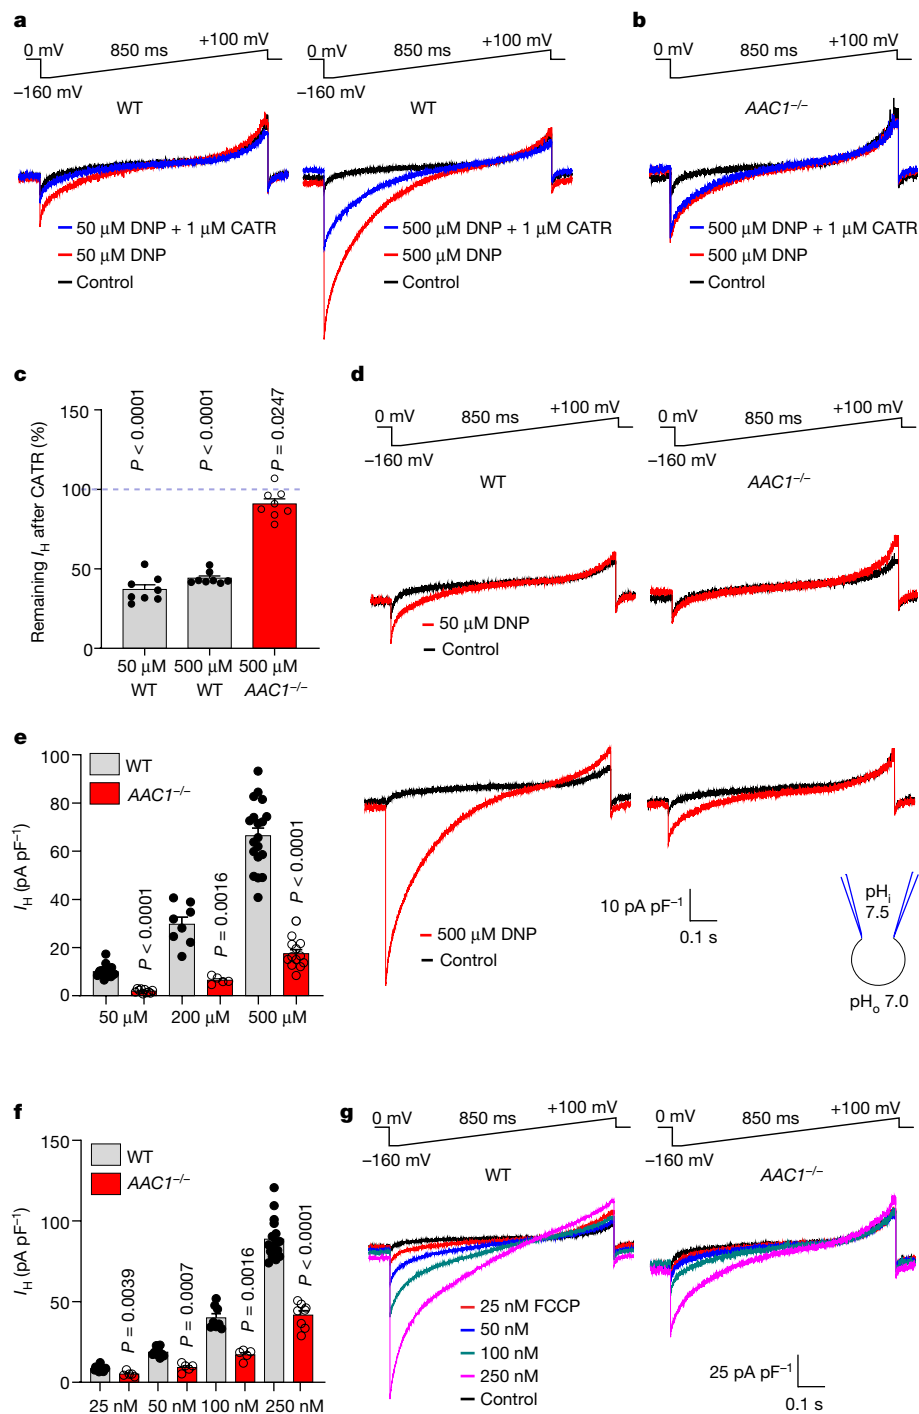 a
0 mV
850 ms
+100 mV
−160 mV
WT
50 μM DNP + 1 μM CATR
50 μM DNP
Control
0 mV
850 ms
+100 mV
−160 mV
WT
500 μM DNP + 1 μM CATR
500 μM DNP
Control
b
0 mV
850 ms
+100 mV
−160 mV
AAC1−/−
500 μM DNP + 1 μM CATR
500 μM DNP
Control
c
Remaining IH after CATR (%)
150
100
50
0
P < 0.0001
P < 0.0001
P = 0.0247
50 μM
500 μM
500 μM
WT
WT
AAC1−/−
d
0 mV
850 ms
+100 mV
−160 mV
WT
50 μM DNP
Control
0 mV
850 ms
+100 mV
−160 mV
AAC1−/−
500 μM DNP
Control
10 pA pF−1
0.1 s
pHi
7.5
pHo 7.0
e
IH (pA pF−1)
100
80
60
40
20
0
WT
AAC1−/−
P < 0.0001
P = 0.0016
P < 0.0001
50 μM
200 μM
500 μM
f
IH (pA pF−1)
150
100
50
0
WT
AAC1−/−
P = 0.0039
P = 0.0007
P = 0.0016
P < 0.0001
25 nM
50 nM
100 nM
250 nM
g
0 mV
850 ms
+100 mV
−160 mV
WT
25 nM FCCP
50 nM
100 nM
250 nM
Control
0 mV
850 ms
+100 mV
−160 mV
AAC1−/−
25 pA pF−1
0.1 s